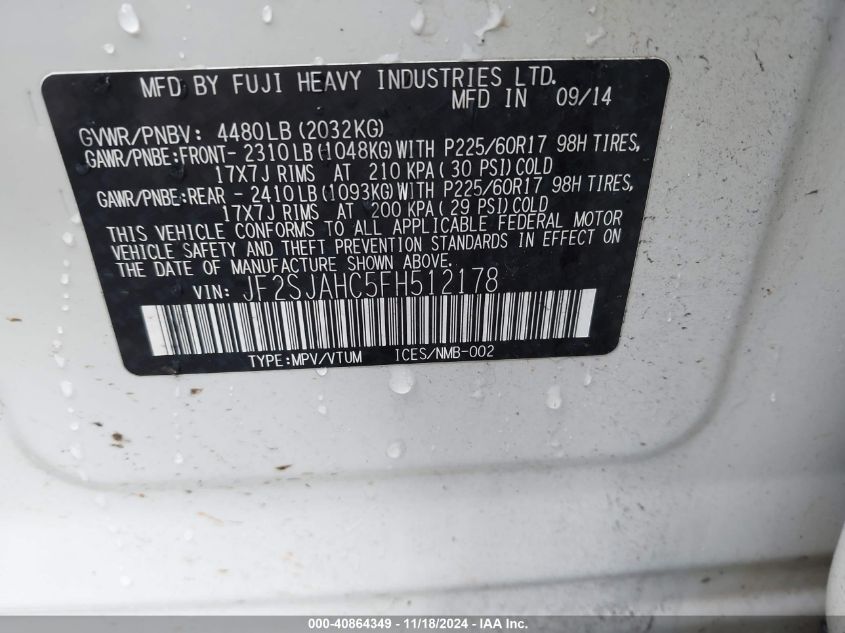 MFD BY FUJI HEAVY INDUSTRIES LTD.
MFD IN 09/14
GVWR/PNBV: 4480LB (2032KG)
GAWR/PNBE:FRONT- 2310LB(1048KG)WITH P225/60R17 98H TIRES,
17X7J RIMS AT 210 KPA( 30 PSI)COLD
GAWR/PNBE:REAR - 2410LB(1093KG)WITH P225/60R17 98H TIRES,
17X7J RIMS AT 200 KPA(29 PSI)COLD
THIS VEHICLE CONFORMS TO ALL APPLICABLE FEDERAL MOTOR
VEHICLE SAFETY AND THEFT PREVENTION STANDARDS IN EFFECT ON
THE DATE OF MANUFACTURE SHOWN ABOVE.
VIN: JF2SJAHC5FH512178
TYPE:MPV/VTUM ICES/NMB-002
000-40864349 - 11/18/2024 - IAA Inc.